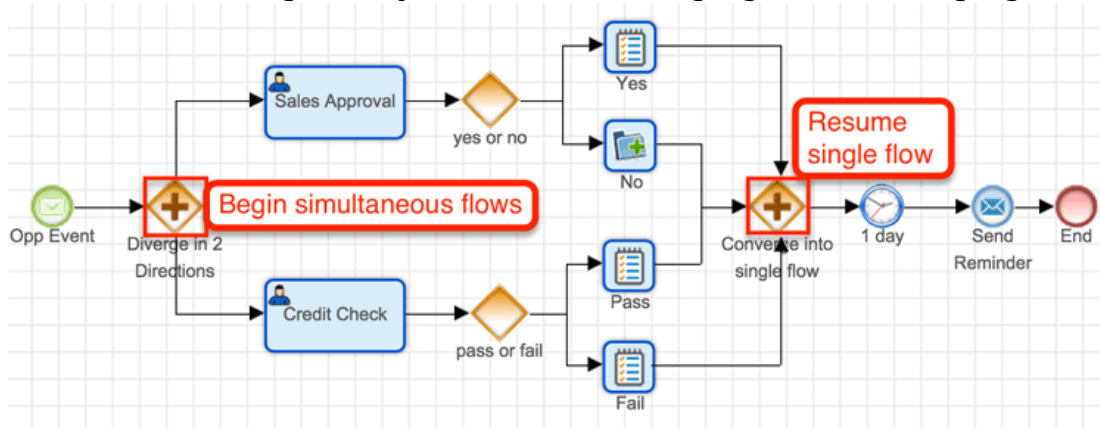 Yes
Sales Approval
yes or no
Resume
single flow
No
Begin simultaneous flows
Opp Event
Diverge in 2
Directions
Converge into
single flow
1 day
Send
Reminder
End
Credit Check
Pass
pass or fail
Fail